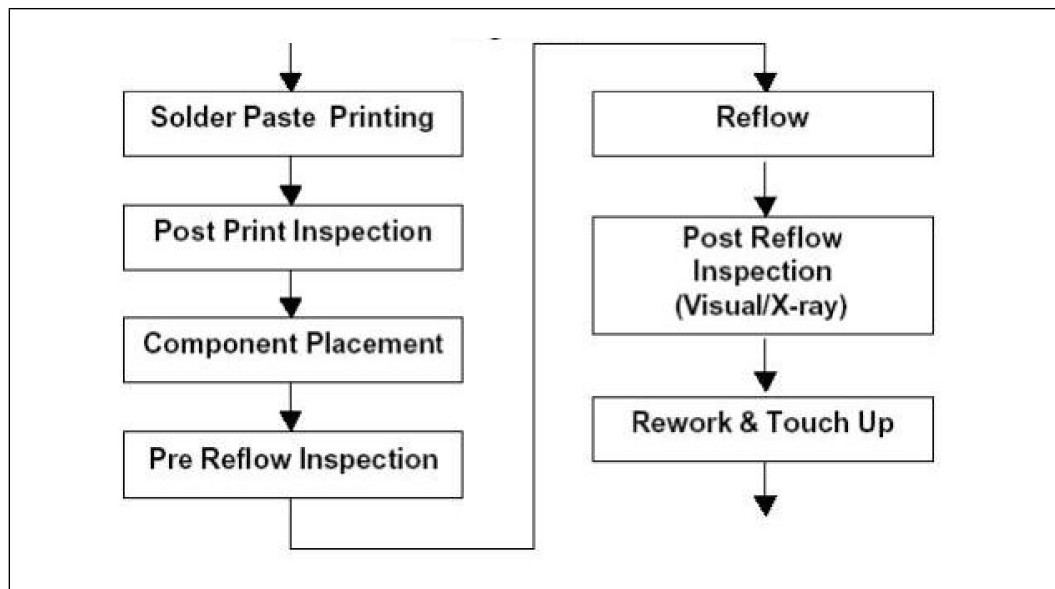 Solder Paste Printing
Post Print Inspection
Component Placement
Pre Reflow Inspection
Reflow
Post Reflow
Inspection
(Visual/X-ray)
Rework & Touch Up